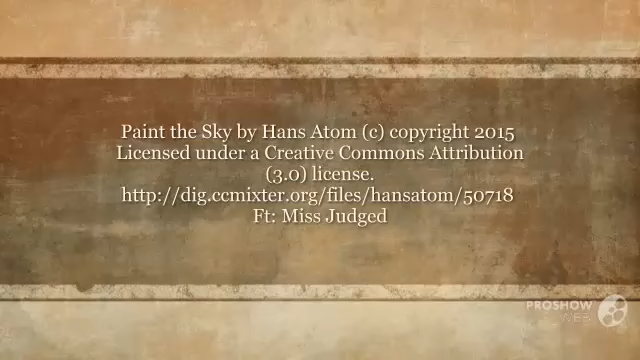 Paint the Sky by Hans Atom (c) copyright 2015
Licensed under a Creative Commons Attribution
(3.0) license.
http://dig.ccmixter.org/files/hansatom/50718
Ft: Miss Judged
PROSHOW
WEB